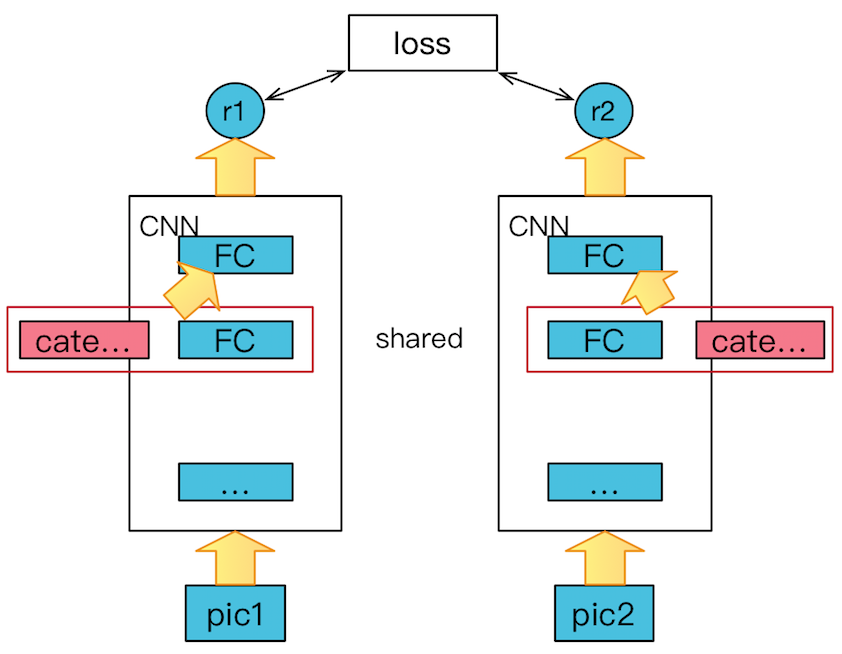 loss
r1
r2
CNN
CNN
FC
FC
cate...
FC
shared
FC
cate...
...
...
pic1
pic2